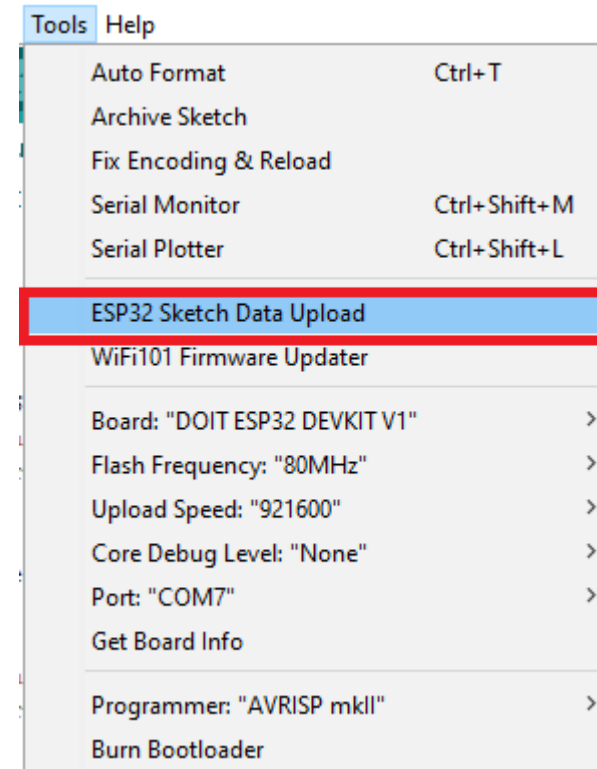 Tools Help
Auto Format Ctrl+T
Archive Sketch
Fix Encoding & Reload
Serial Monitor Ctrl+Shift+M
Serial Plotter Ctrl+Shift+L
ESP32 Sketch Data Upload
WiFi101 Firmware Updater
Board: "DOIT ESP32 DEVKIT V1" >
Flash Frequency: "80MHz" >
Upload Speed: "921600" >
Core Debug Level: "None" >
Port: "COM7" >
Get Board Info
Programmer: "AVRISP mkII" >
Burn Bootloader